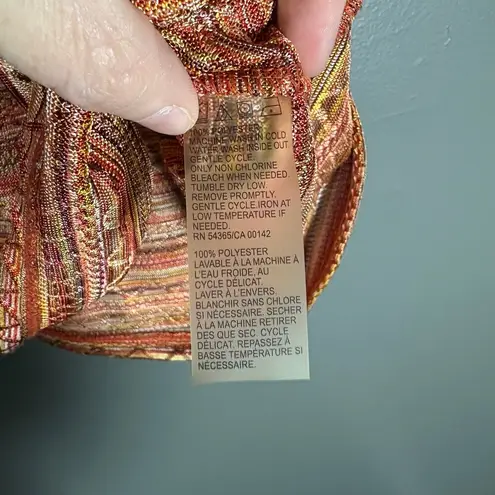 100% POLYESTER
MACHINE WASH IN COLD
WATER.WASH INSIDE OUT
GENTLE CYCLE.
ONLY NON CHLORINE
BLEACH WHEN NEEDED.
TUMBLE DRY LOW
REMOVE PROMPTLY.
GENTLE CYCLE.IRON AT
LOW TEMPERATURE IF
NEEDED.
RN 54365/CA 00142
100% POLYESTER
LAVABLE À LA MACHINE À
L'EAU FROIDE, AU
CYCLE DÉLICAT.
LAVER À L'ENVERS.
BLANCHIR SANS CHLORE
SI NÉCESSAIRE. SECHER
À LA MACHINE RETIRER
DES QUE SEC. CYCLE
DÉLICAT. REPASSEZ À
BASSE TEMPÉRATURE SI
NÉCESSAIRE.